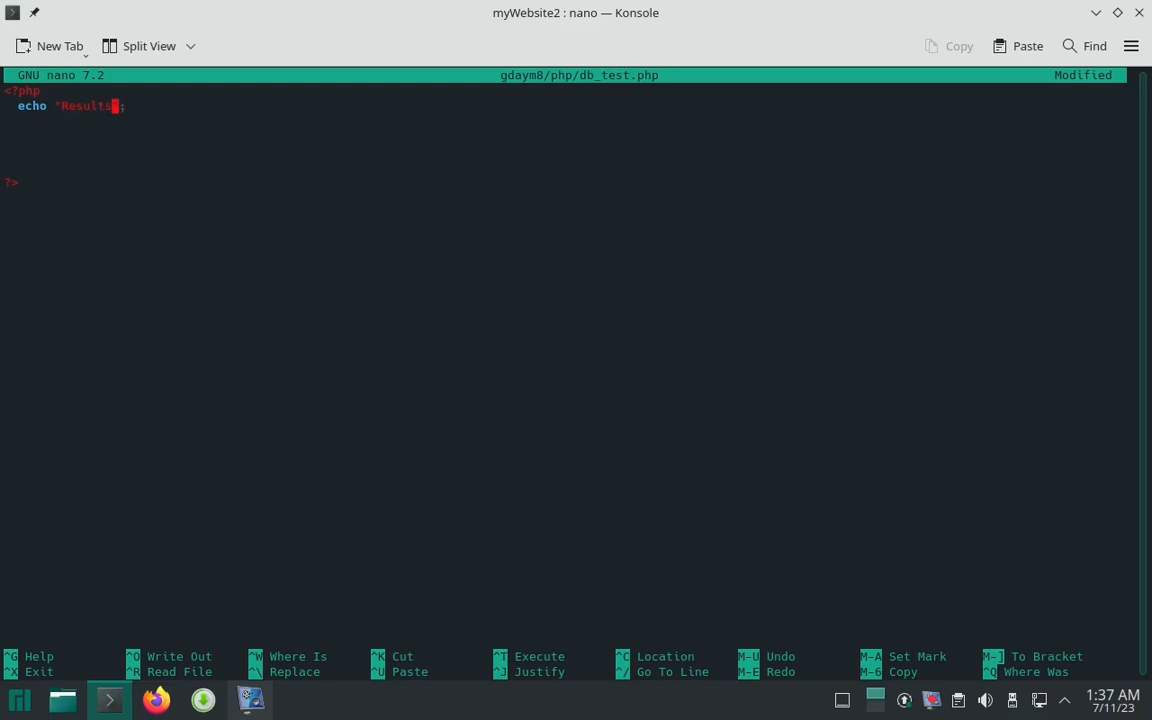 myWebsite2 : nano — Konsole
New Tab Split View Copy Paste Find
GNU nano 7.2 gdaym8/php/db_test.php Modified
<?php
echo "Results";
?>
^G Help ^O Write Out ^W Where Is ^K Cut ^T Execute ^C Location M-U Undo M-A Set Mark M-] To Bracket
^X Exit ^R Read File ^\ Replace ^U Paste ^J Justify ^/ Go To Line M-E Redo M-6 Copy ^Q Where Was
1:37 AM
7/11/23